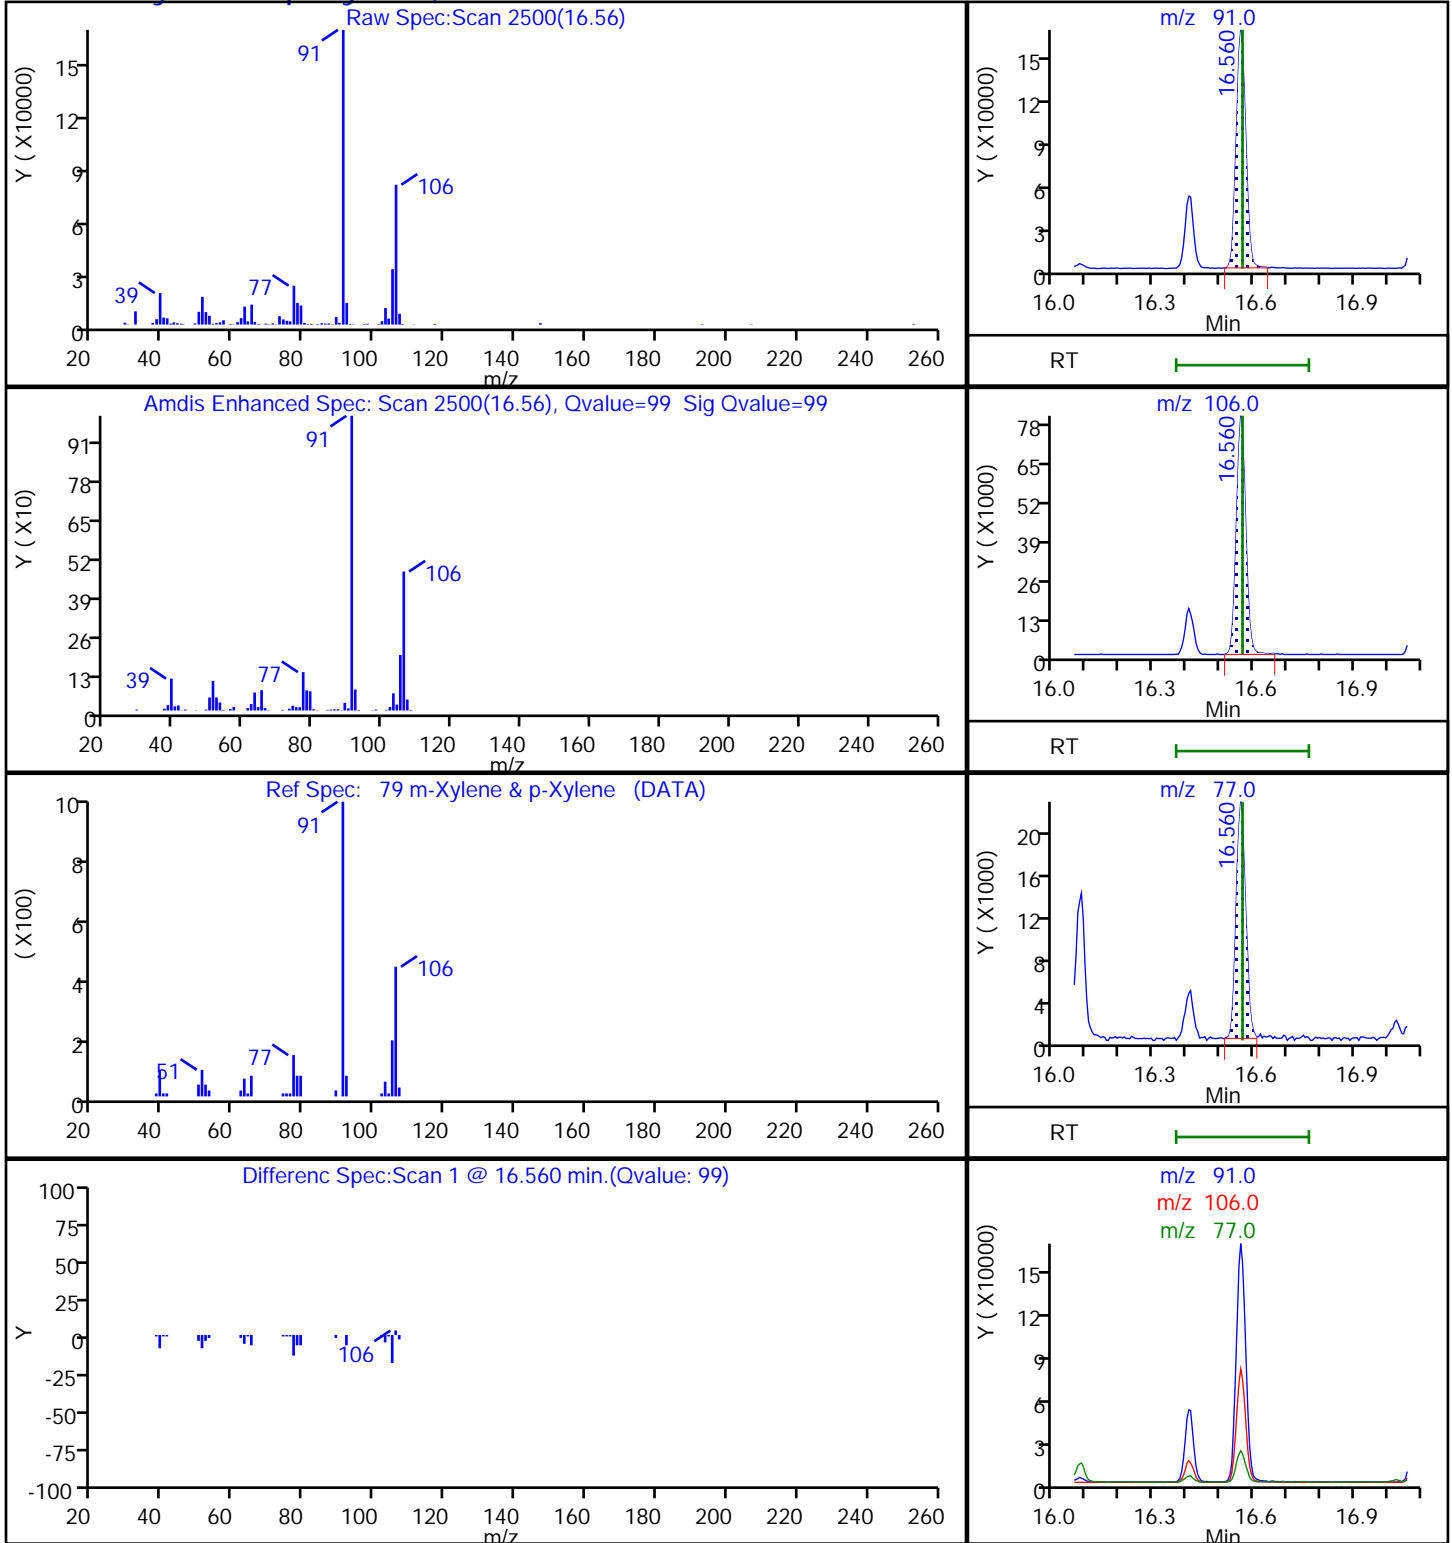 Raw Spec:Scan 2500(16.56)
Y ( X10000)
15
12
9
6
3
0
91
106
77
39
20 40 60 80 100 120 140 160 180 200 220 240 260
m/z
m/z 91.0
Y ( X10000)
15
12
9
6
3
0
16.560
16.0 16.3 16.6 16.9
Min
RT
Amdis Enhanced Spec: Scan 2500(16.56), Qvalue=99 Sig Qvalue=99
Y ( X10)
91
78
65
52
39
26
13
0
91
106
77
39
20 40 60 80 100 120 140 160 180 200 220 240 260
m/z
m/z 106.0
Y ( X1000)
78
65
52
39
26
13
0
16.560
16.0 16.3 16.6 16.9
Min
RT
Ref Spec: 79 m-Xylene & p-Xylene (DATA)
( X100)
10
8
6
4
2
0
91
106
77
51
20 40 60 80 100 120 140 160 180 200 220 240 260
m/z 77.0
Y ( X1000)
20
16
12
8
4
0
16.560
16.0 16.3 16.6 16.9
Min
RT
Differenc Spec:Scan 1 @ 16.560 min.(Qvalue: 99)
Y
100
75
50
25
0
-25
-50
-75
-100
106
20 40 60 80 100 120 140 160 180 200 220 240 260
m/z
m/z 91.0
m/z 106.0
m/z 77.0
Y ( X10000)
15
12
9
6
3
0
16.0 16.3 16.6 16.9
Min